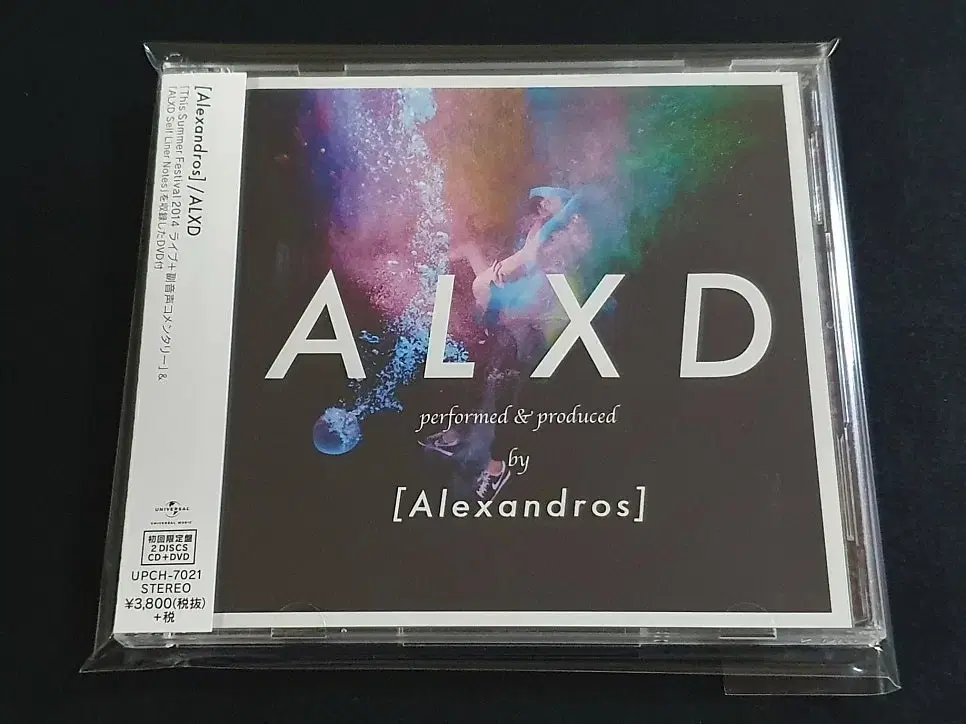 [Alexandros]/ALXD
「This Summer Festival 2014 ライブ+副音声コメンタリー」&
「ALXD Self Liner Notes」を収録したDVD付
UNIVERSAL
UNIVERSAL MUSIC
初回限定盤
2 DISCS
CD+DVD
UPCH-7021
STEREO
¥3,800(税抜)
+税
ALXD
performed & produced
by
[Alexandros]